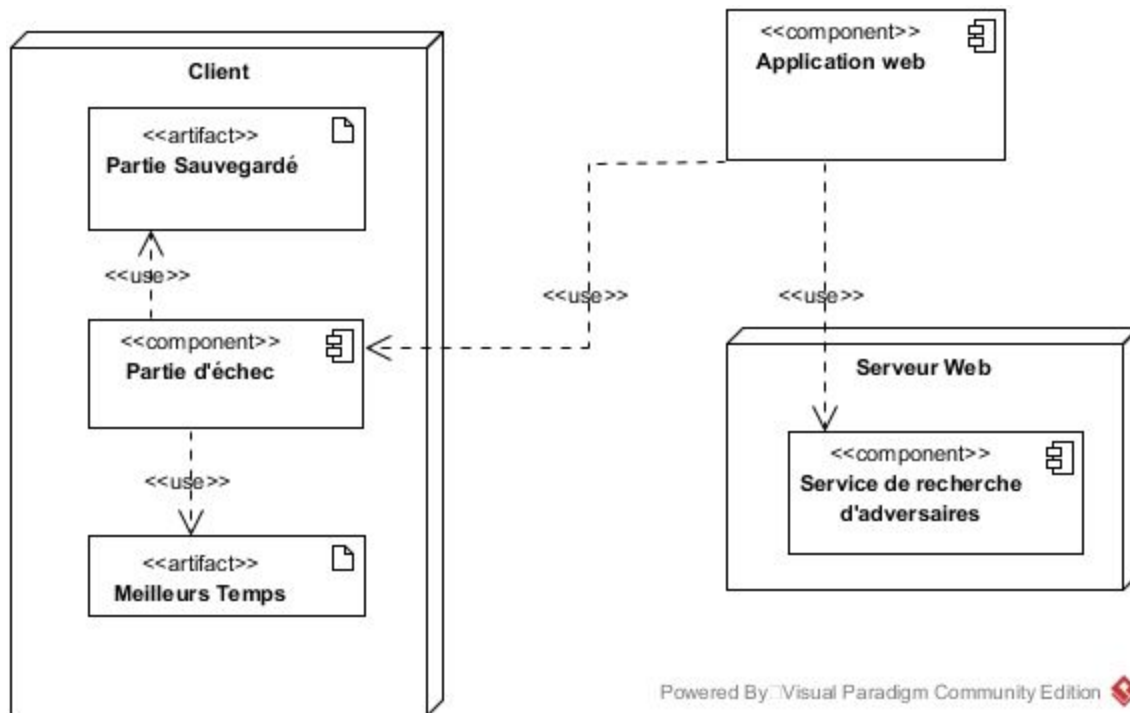 Client
<<artifact>>
Partie Sauvegardé
<<use>>
<<component>>
Partie d'échec
<<use>>
<<artifact>>
Meilleurs Temps
<<component>>
Application web
<<use>>
<<use>>
Serveur Web
<<component>>
Service de recherche
d'adversaires
Powered By Visual Paradigm Community Edition